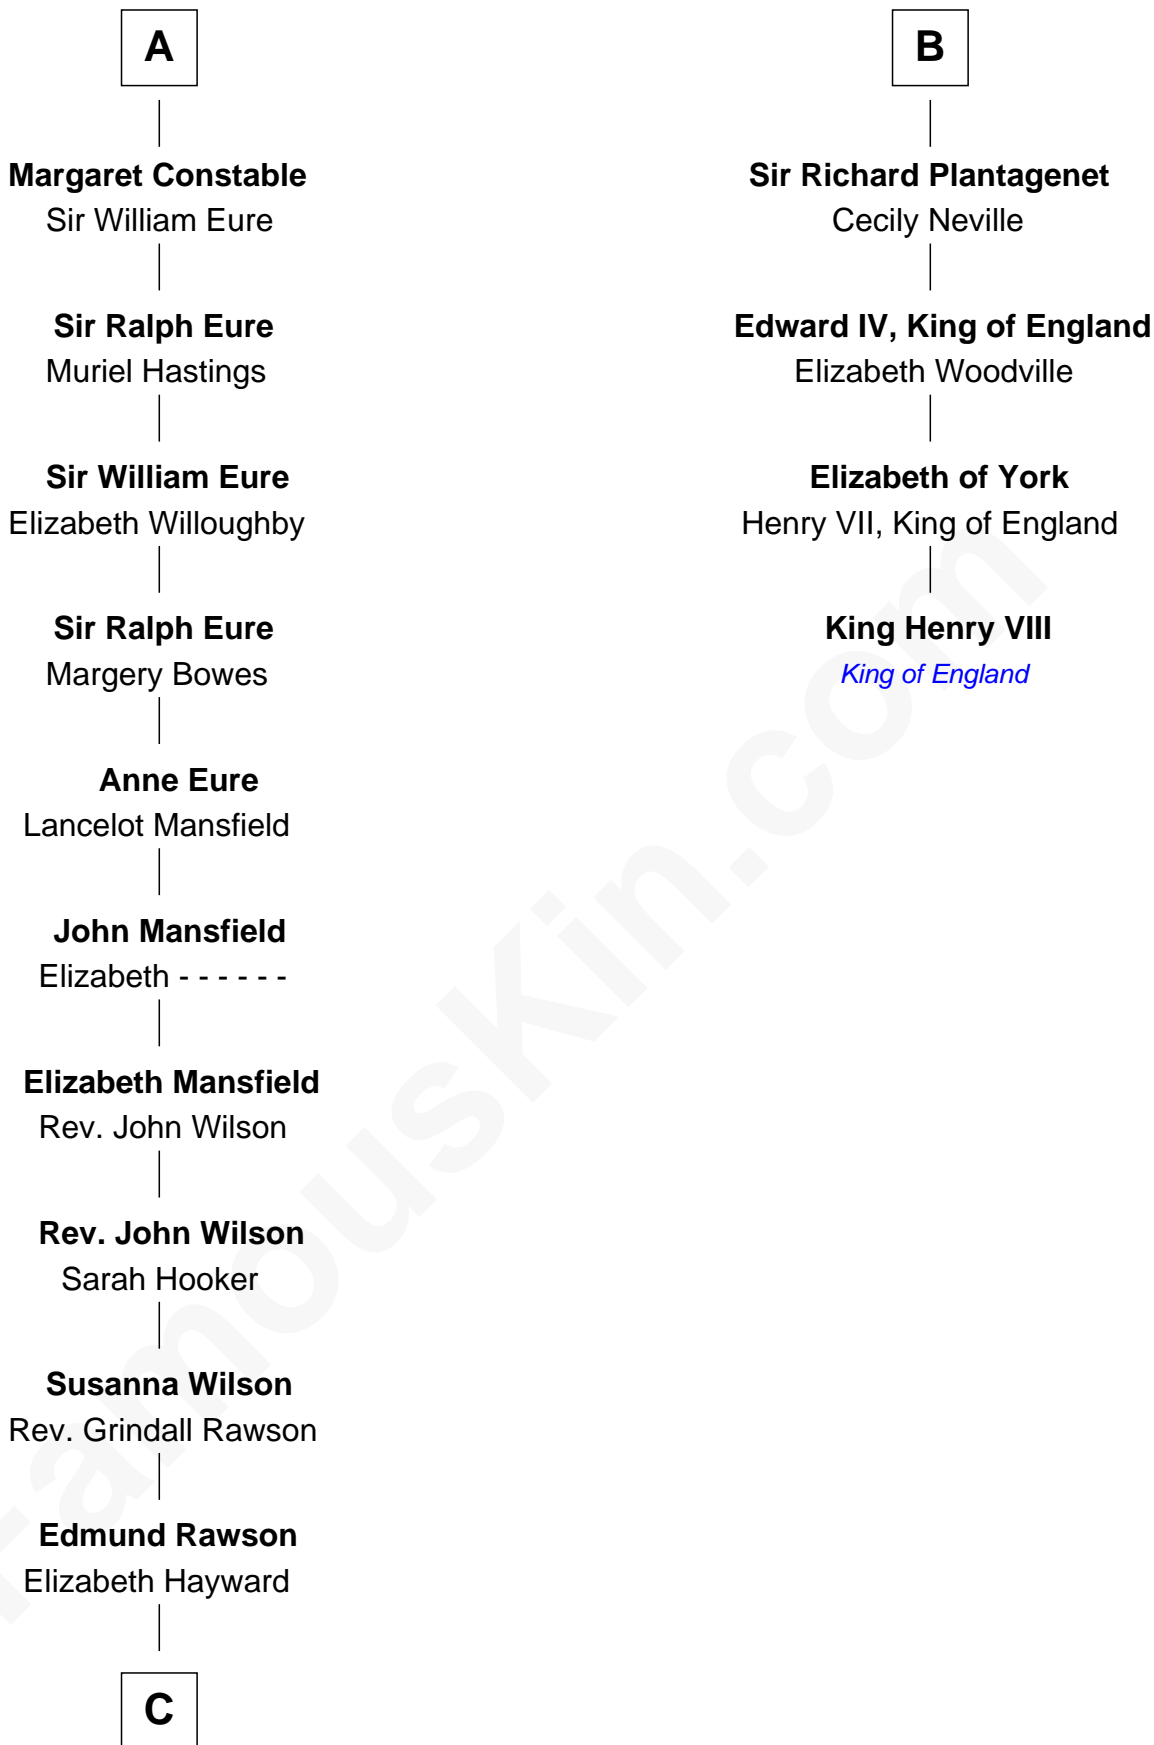 A
Margaret Constable
Sir William Eure
Sir Ralph Eure
Muriel Hastings
Sir William Eure
Elizabeth Willoughby
Sir Ralph Eure
Margery Bowes
Anne Eure
Lancelot Mansfield
John Mansfield
Elizabeth - - - - - -
Elizabeth Mansfield
Rev. John Wilson
Rev. John Wilson
Sarah Hooker
Susanna Wilson
Rev. Grindall Rawson
Edmund Rawson
Elizabeth Hayward
C
B
Sir Richard Plantagenet
Cecily Neville
Edward IV, King of England
Elizabeth Woodville
Elizabeth of York
Henry VII, King of England
King Henry VIII
King of England
FamousKin.com